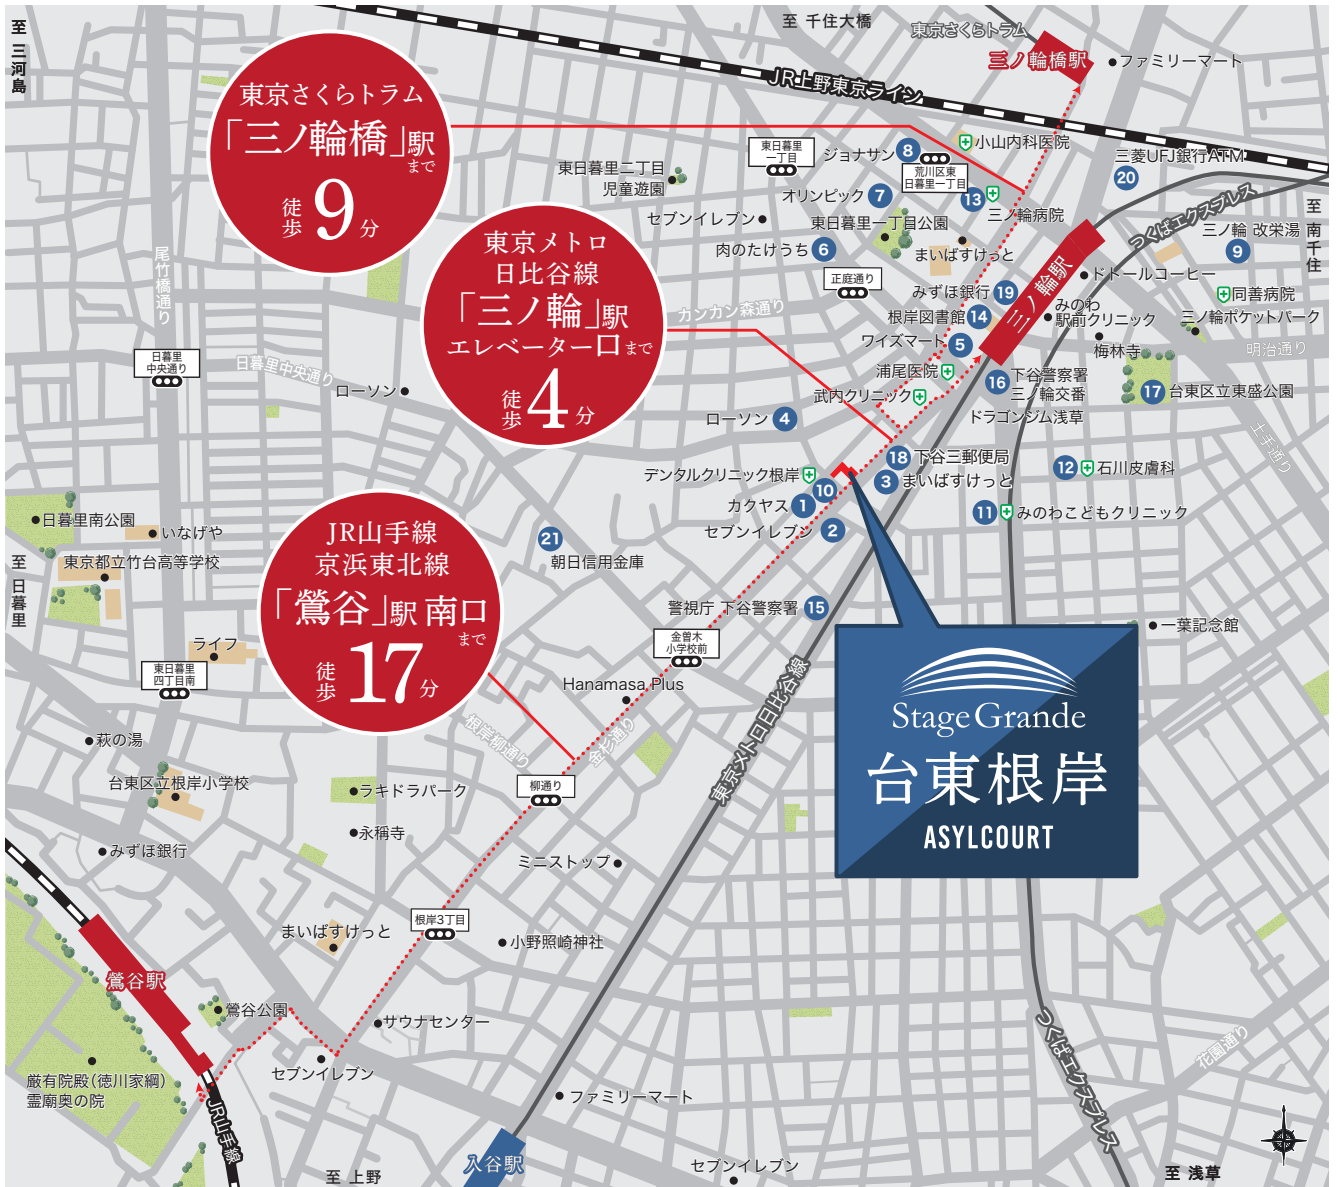 至 三河島
至 千住大橋
東京さくらトラム
三ノ輪橋駅
ファミリーマート
JR上野東京ライン
東京さくらトラム
「三ノ輪橋」駅
まで
徒歩 9 分
東日暮里
一丁目
ジョナサン
8
小山内科医院
荒川区東
日暮里一丁目
三菱UFJ銀行ATM
20
東日暮里二丁目
児童遊園
オリンピック
7
13
三ノ輪病院
つくばエクスプレス
至 南千住
セブンイレブン
東日暮里一丁目公園
三ノ輪 改栄湯
9
肉のたけうち
6
まいばすけっと
東京メトロ
日比谷線
「三ノ輪」駅
エレベーター口まで
徒歩 4 分
尾竹橋通り
正庭通り
みずほ銀行
19
三ノ輪駅
ドトールコーヒー
同善病院
カンカン森通り
根岸図書館
14
みのわ
駅前クリニック
三ノ輪ポケットパーク
ワイズマート
5
梅林寺
明治通り
日暮里
中央通り
日暮里中央通り
ローソン
浦尾医院
武内クリニック
16
下谷警察署
三ノ輪交番
17
台東区立東盛公園
ドラゴンジム浅草
ローソン
4
土手通り
18
下谷三郵便局
デンタルクリニック根岸
10
3
まいばすけっと
12
石川皮膚科
カクヤス
1
11
みのわこどもクリニック
セブンイレブン
2
日暮里南公園
いなげや
JR山手線
京浜東北線
「鶯谷」駅 南口
まで
徒歩 17 分
21
朝日信用金庫
至 日暮里
東京都立竹台高等学校
警視庁 下谷警察署
15
一葉記念館
ライフ
金曽木
小学校前
東日暮里
四丁目南
Hanamasa Plus
東京メトロ日比谷線
Stage Grande
台東根岸
ASYLCOURT
萩の湯
根岸柳通り
金杉通り
台東区立根岸小学校
ラキドラパーク
柳通り
永稱寺
みずほ銀行
ミニストップ
根岸3丁目
まいばすけっと
小野照崎神社
鶯谷駅
鶯谷公園
サウナセンター
つくばエクスプレス
花園通り
厳有院殿(徳川家綱)
霊廟奥の院
セブンイレブン
ファミリーマート
JR山手線
入谷駅
至 上野
セブンイレブン
至 浅草